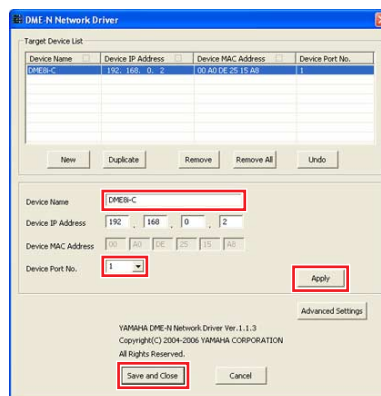 DME-N Network Driver
Target Device List
Device Name Device IP Address Device MAC Address Device Port No.
DME8i-C 192. 168. 0. 2 00 A0 DE 25 15 A8 1
New Duplicate Remove Remove All Undo
Device Name DME8i-C
Device IP Address 192 . 168 . 0 . 2
Device MAC Address 00 A0 DE 25 15 A8
Device Port No. 1
Apply
Advanced Settings
YAMAHA DME-N Network Driver Ver.1.1.3
Copyright(C) 2004-2006 YAMAHA CORPORATION
All Rights Reserved.
Save and Close Cancel